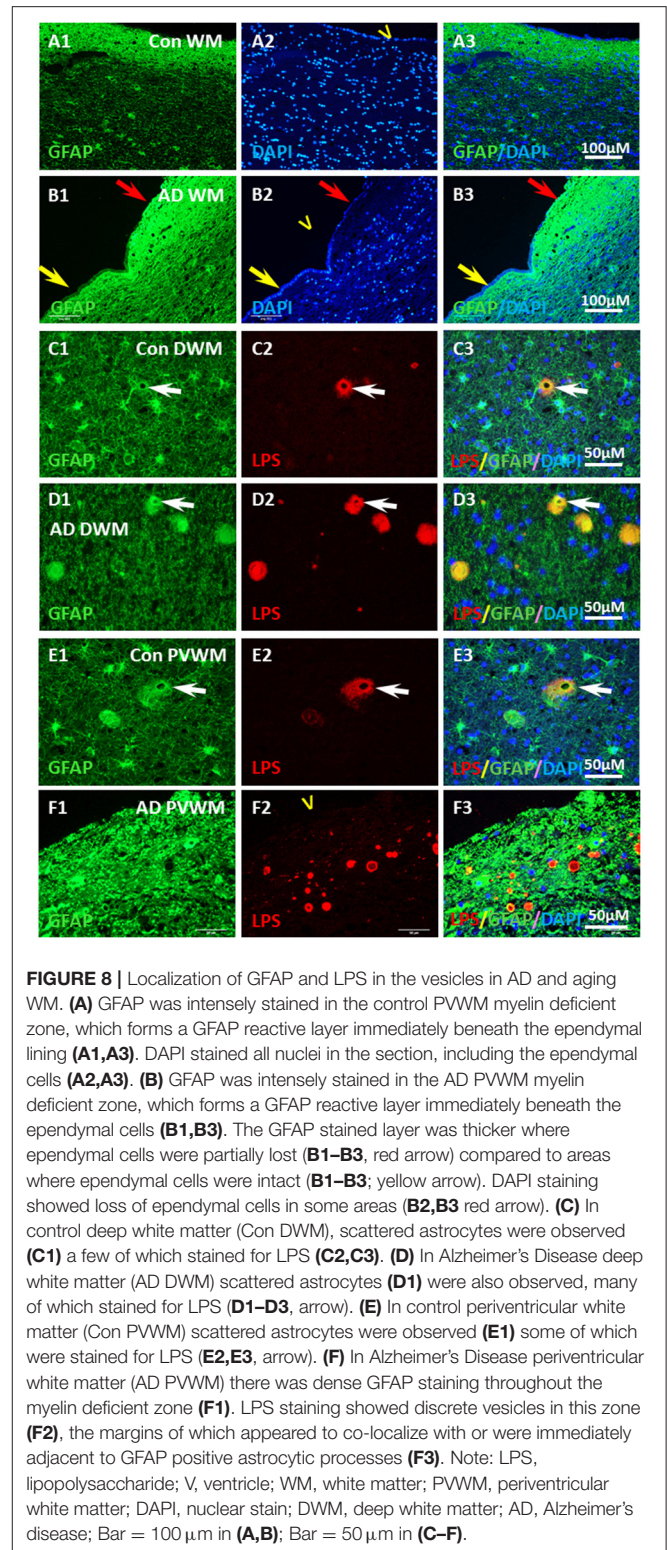 A1 Con WM A2 V A3
GFAP DAPI GFAP/DAPI 100μM
B1 AD WM B2 V B3
GFAP DAPI GFAP/DAPI 100μM
C1 Con DWM C2 C3
GFAP LPS LPS/GFAP/DAPI 50μM
D1 D2 D3
AD DWM
GFAP LPS LPS/GFAP/DAPI 50μM
E1 Con PVWM E2 E3
GFAP LPS LPS/GFAP/DAPI 50μM
F1 AD PVWM F2 V F3
GFAP LPS LPS/GFAP/DAPI 50μM
FIGURE 8 | Localization of GFAP and LPS in the vesicles in AD and aging
WM. (A) GFAP was intensely stained in the control PVWM myelin deficient
zone, which forms a GFAP reactive layer immediately beneath the ependymal
lining (A1,A3). DAPI stained all nuclei in the section, including the ependymal
cells (A2,A3). (B) GFAP was intensely stained in the AD PVWM myelin
deficient zone, which forms a GFAP reactive layer immediately beneath the
ependymal cells (B1,B3). The GFAP stained layer was thicker where
ependymal cells were partially lost (B1–B3, red arrow) compared to areas
where ependymal cells were intact (B1–B3; yellow arrow). DAPI staining
showed loss of ependymal cells in some areas (B2,B3 red arrow). (C) In
control deep white matter (Con DWM), scattered astrocytes were observed
(C1) a few of which stained for LPS (C2,C3). (D) In Alzheimer's Disease deep
white matter (AD DWM) scattered astrocytes (D1) were also observed, many
of which stained for LPS (D1–D3, arrow). (E) In control periventricular white
matter (Con PVWM) scattered astrocytes were observed (E1) some of which
were stained for LPS (E2,E3, arrow). (F) In Alzheimer's Disease periventricular
white matter (AD PVWM) there was dense GFAP staining throughout the
myelin deficient zone (F1). LPS staining showed discrete vesicles in this zone
(F2), the margins of which appeared to co-localize with or were immediately
adjacent to GFAP positive astrocytic processes (F3). Note: LPS,
lipopolysaccharide; V, ventricle; WM, white matter; PVWM, periventricular
white matter; DAPI, nuclear stain; DWM, deep white matter; AD, Alzheimer's
disease; Bar = 100 μm in (A,B); Bar = 50 μm in (C–F).